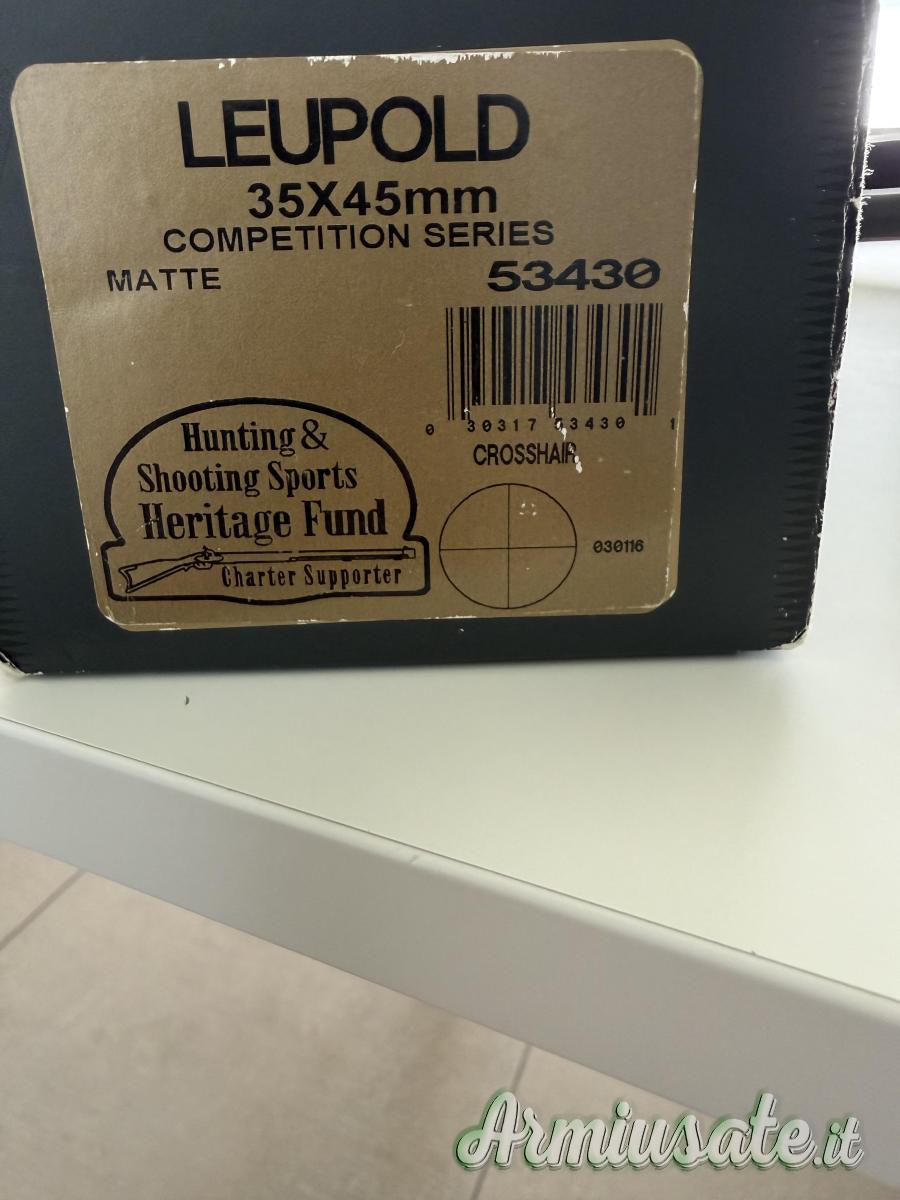 LEUPOLD
35X45mm
COMPETITION SERIES
MATTE 53430
0 30317 53430 1
CROSSHAIR
Hunting &
Shooting Sports
Heritage Fund
Charter Supporter
030116
Armiusate.it